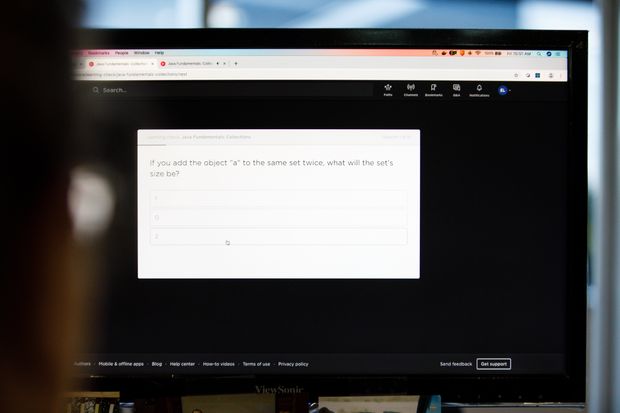 Bookmarks People Window Help
Java Fundamentals: Collection × Java Fundamentals: Collec × +
Search...
Paths Channels Bookmarks Q&A Notifications
Learning check: Java Fundamentals: Collections
If you add the object "a" to the same set twice, what will the set's
size be?
1
0
2
Authors · Mobile & offline apps · Blog · Help center · How-to videos · Terms of use · Privacy policy Send feedback Get support
ViewSonic